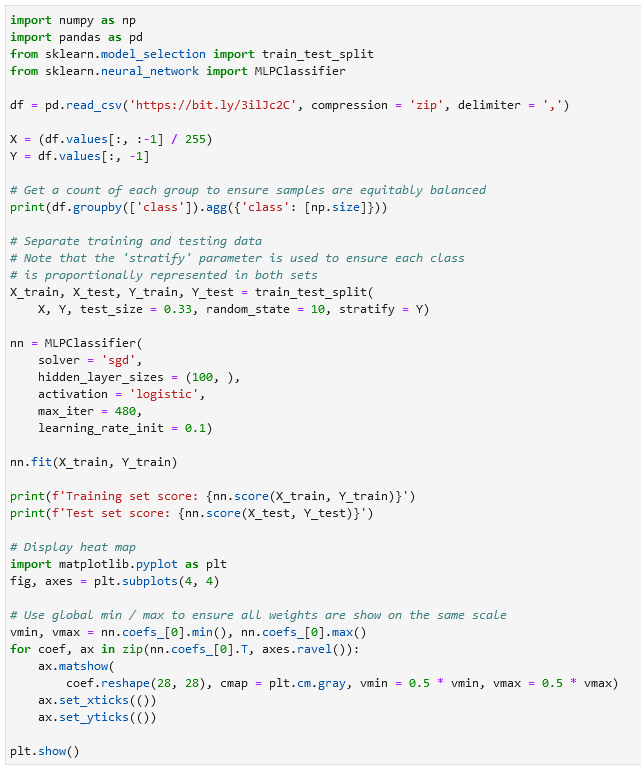 import numpy as np
import pandas as pd
from sklearn.model_selection import train_test_split
from sklearn.neural_network import MLPClassifier

df = pd.read_csv('https://bit.ly/3ilJc2C', compression = 'zip', delimiter = ',')

X = (df.values[:, :-1] / 255)
Y = df.values[:, -1]

# Get a count of each group to ensure samples are equitably balanced
print(df.groupby(['class']).agg({'class': [np.size]}))

# Separate training and testing data
# Note that the 'stratify' parameter is used to ensure each class
# is proportionally represented in both sets
X_train, X_test, Y_train, Y_test = train_test_split(
    X, Y, test_size = 0.33, random_state = 10, stratify = Y)

nn = MLPClassifier(
    solver = 'sgd',
    hidden_layer_sizes = (100, ),
    activation = 'logistic',
    max_iter = 480,
    learning_rate_init = 0.1)

nn.fit(X_train, Y_train)

print(f'Training set score: {nn.score(X_train, Y_train)}')
print(f'Test set score: {nn.score(X_test, Y_test)}')

# Display heat map
import matplotlib.pyplot as plt
fig, axes = plt.subplots(4, 4)

# Use global min / max to ensure all weights are show on the same scale
vmin, vmax = nn.coefs_[0].min(), nn.coefs_[0].max()
for coef, ax in zip(nn.coefs_[0].T, axes.ravel()):
    ax.matshow(
        coef.reshape(28, 28), cmap = plt.cm.gray, vmin = 0.5 * vmin, vmax = 0.5 * vmax)
    ax.set_xticks(())
    ax.set_yticks(())

plt.show()